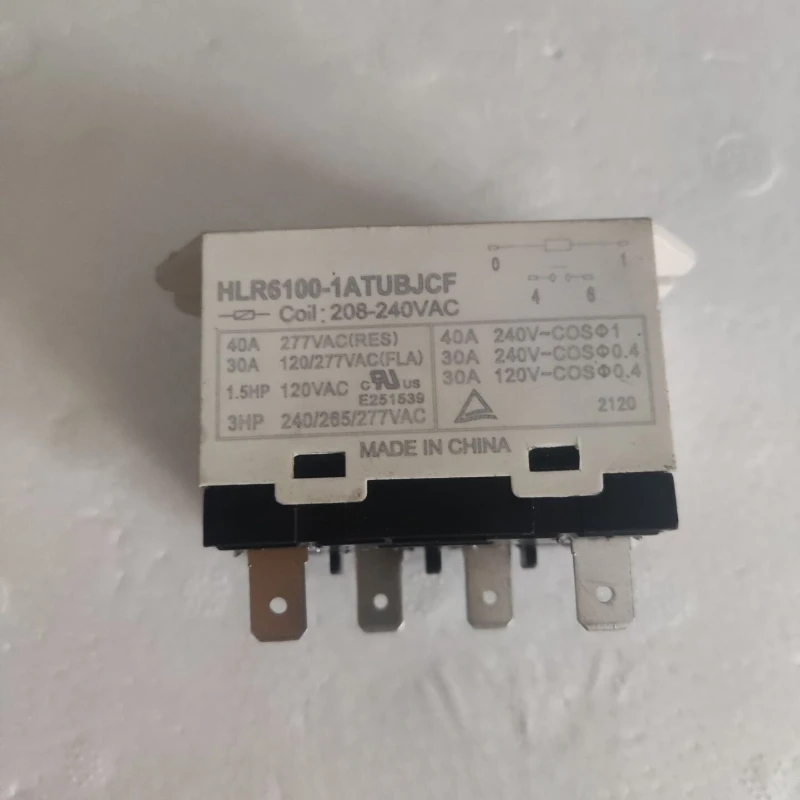 0 1
HLR6100-1ATUBJCF
4 6
Coil: 208-240VAC
40A 277VAC(RES)
30A 120/277VAC(FLA)
1.5HP 120VAC
c RU US
E251539
3HP 240/265/277VAC
40A 240V~COSΦ1
30A 240V~COSΦ0.4
30A 120V~COSΦ0.4
2120
MADE IN CHINA